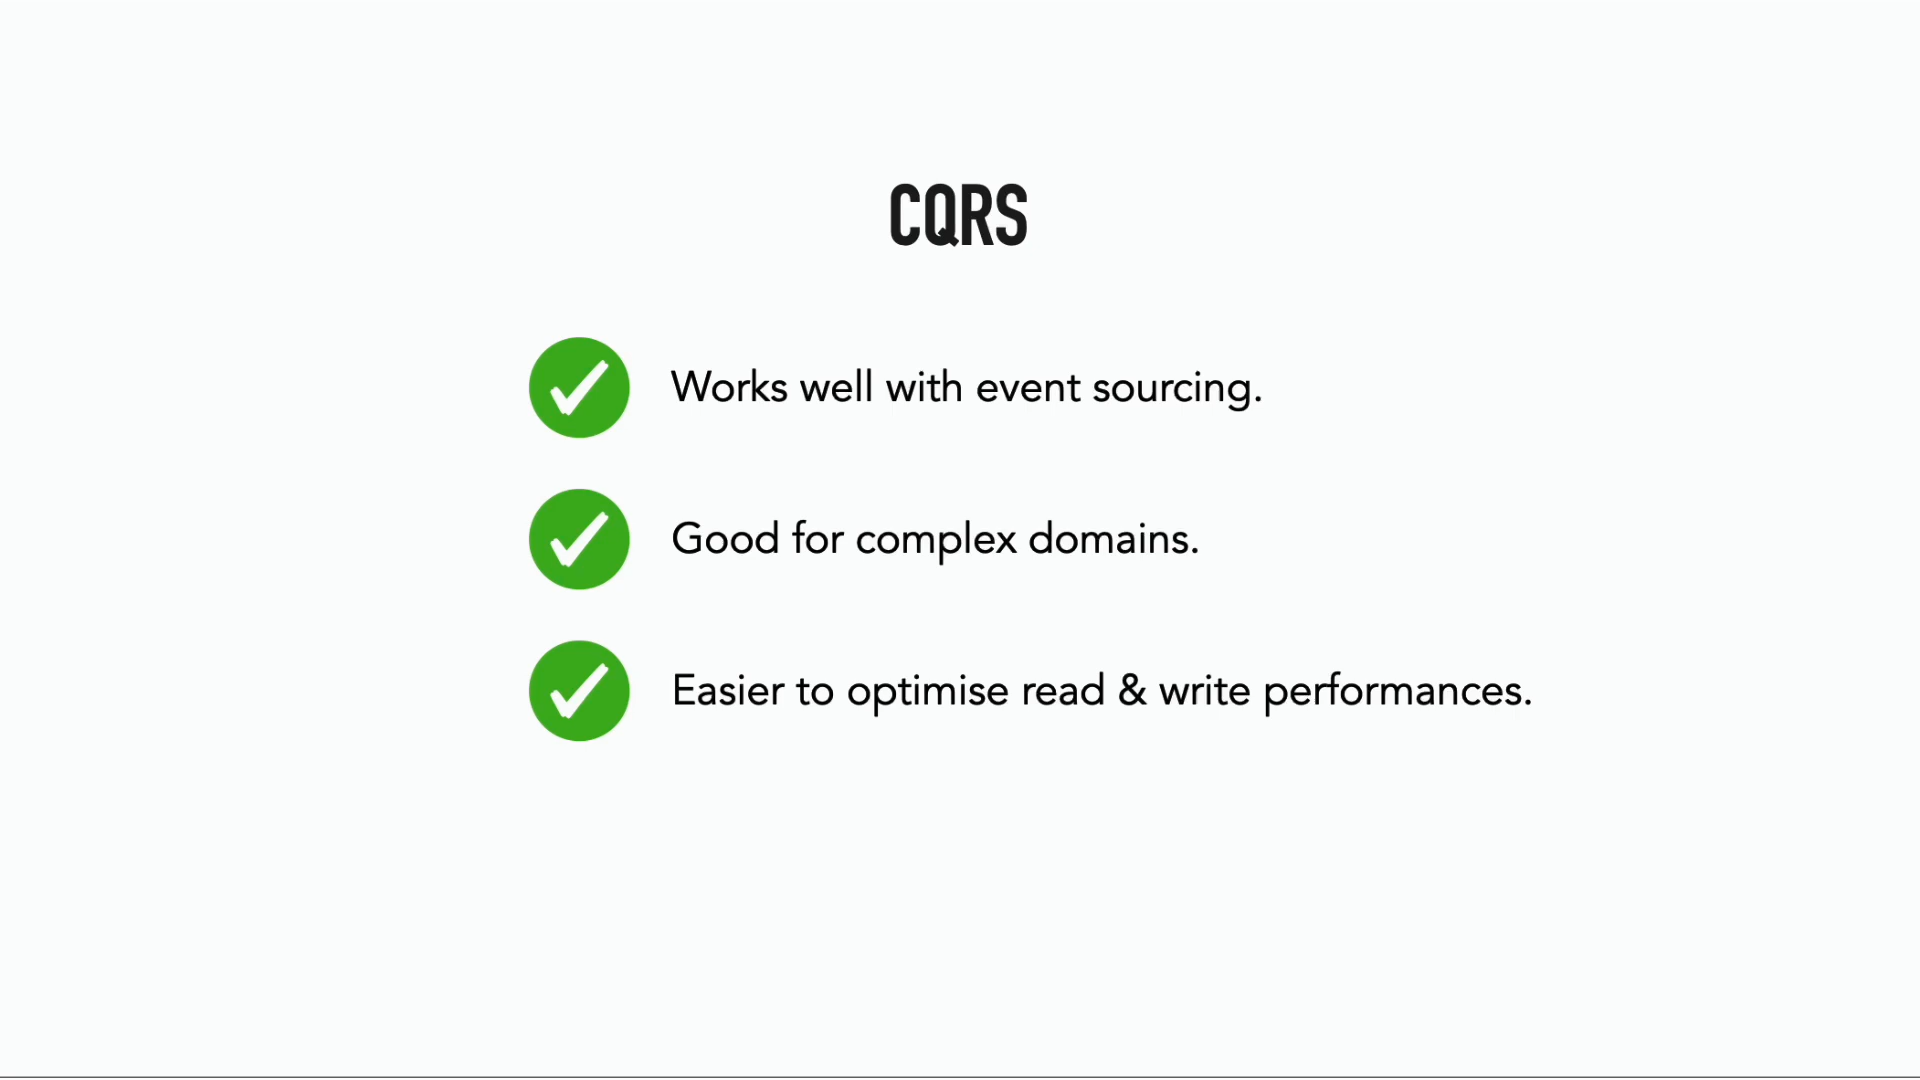 CQRS
Works well with event sourcing.
Good for complex domains.
Easier to optimise read & write performances.